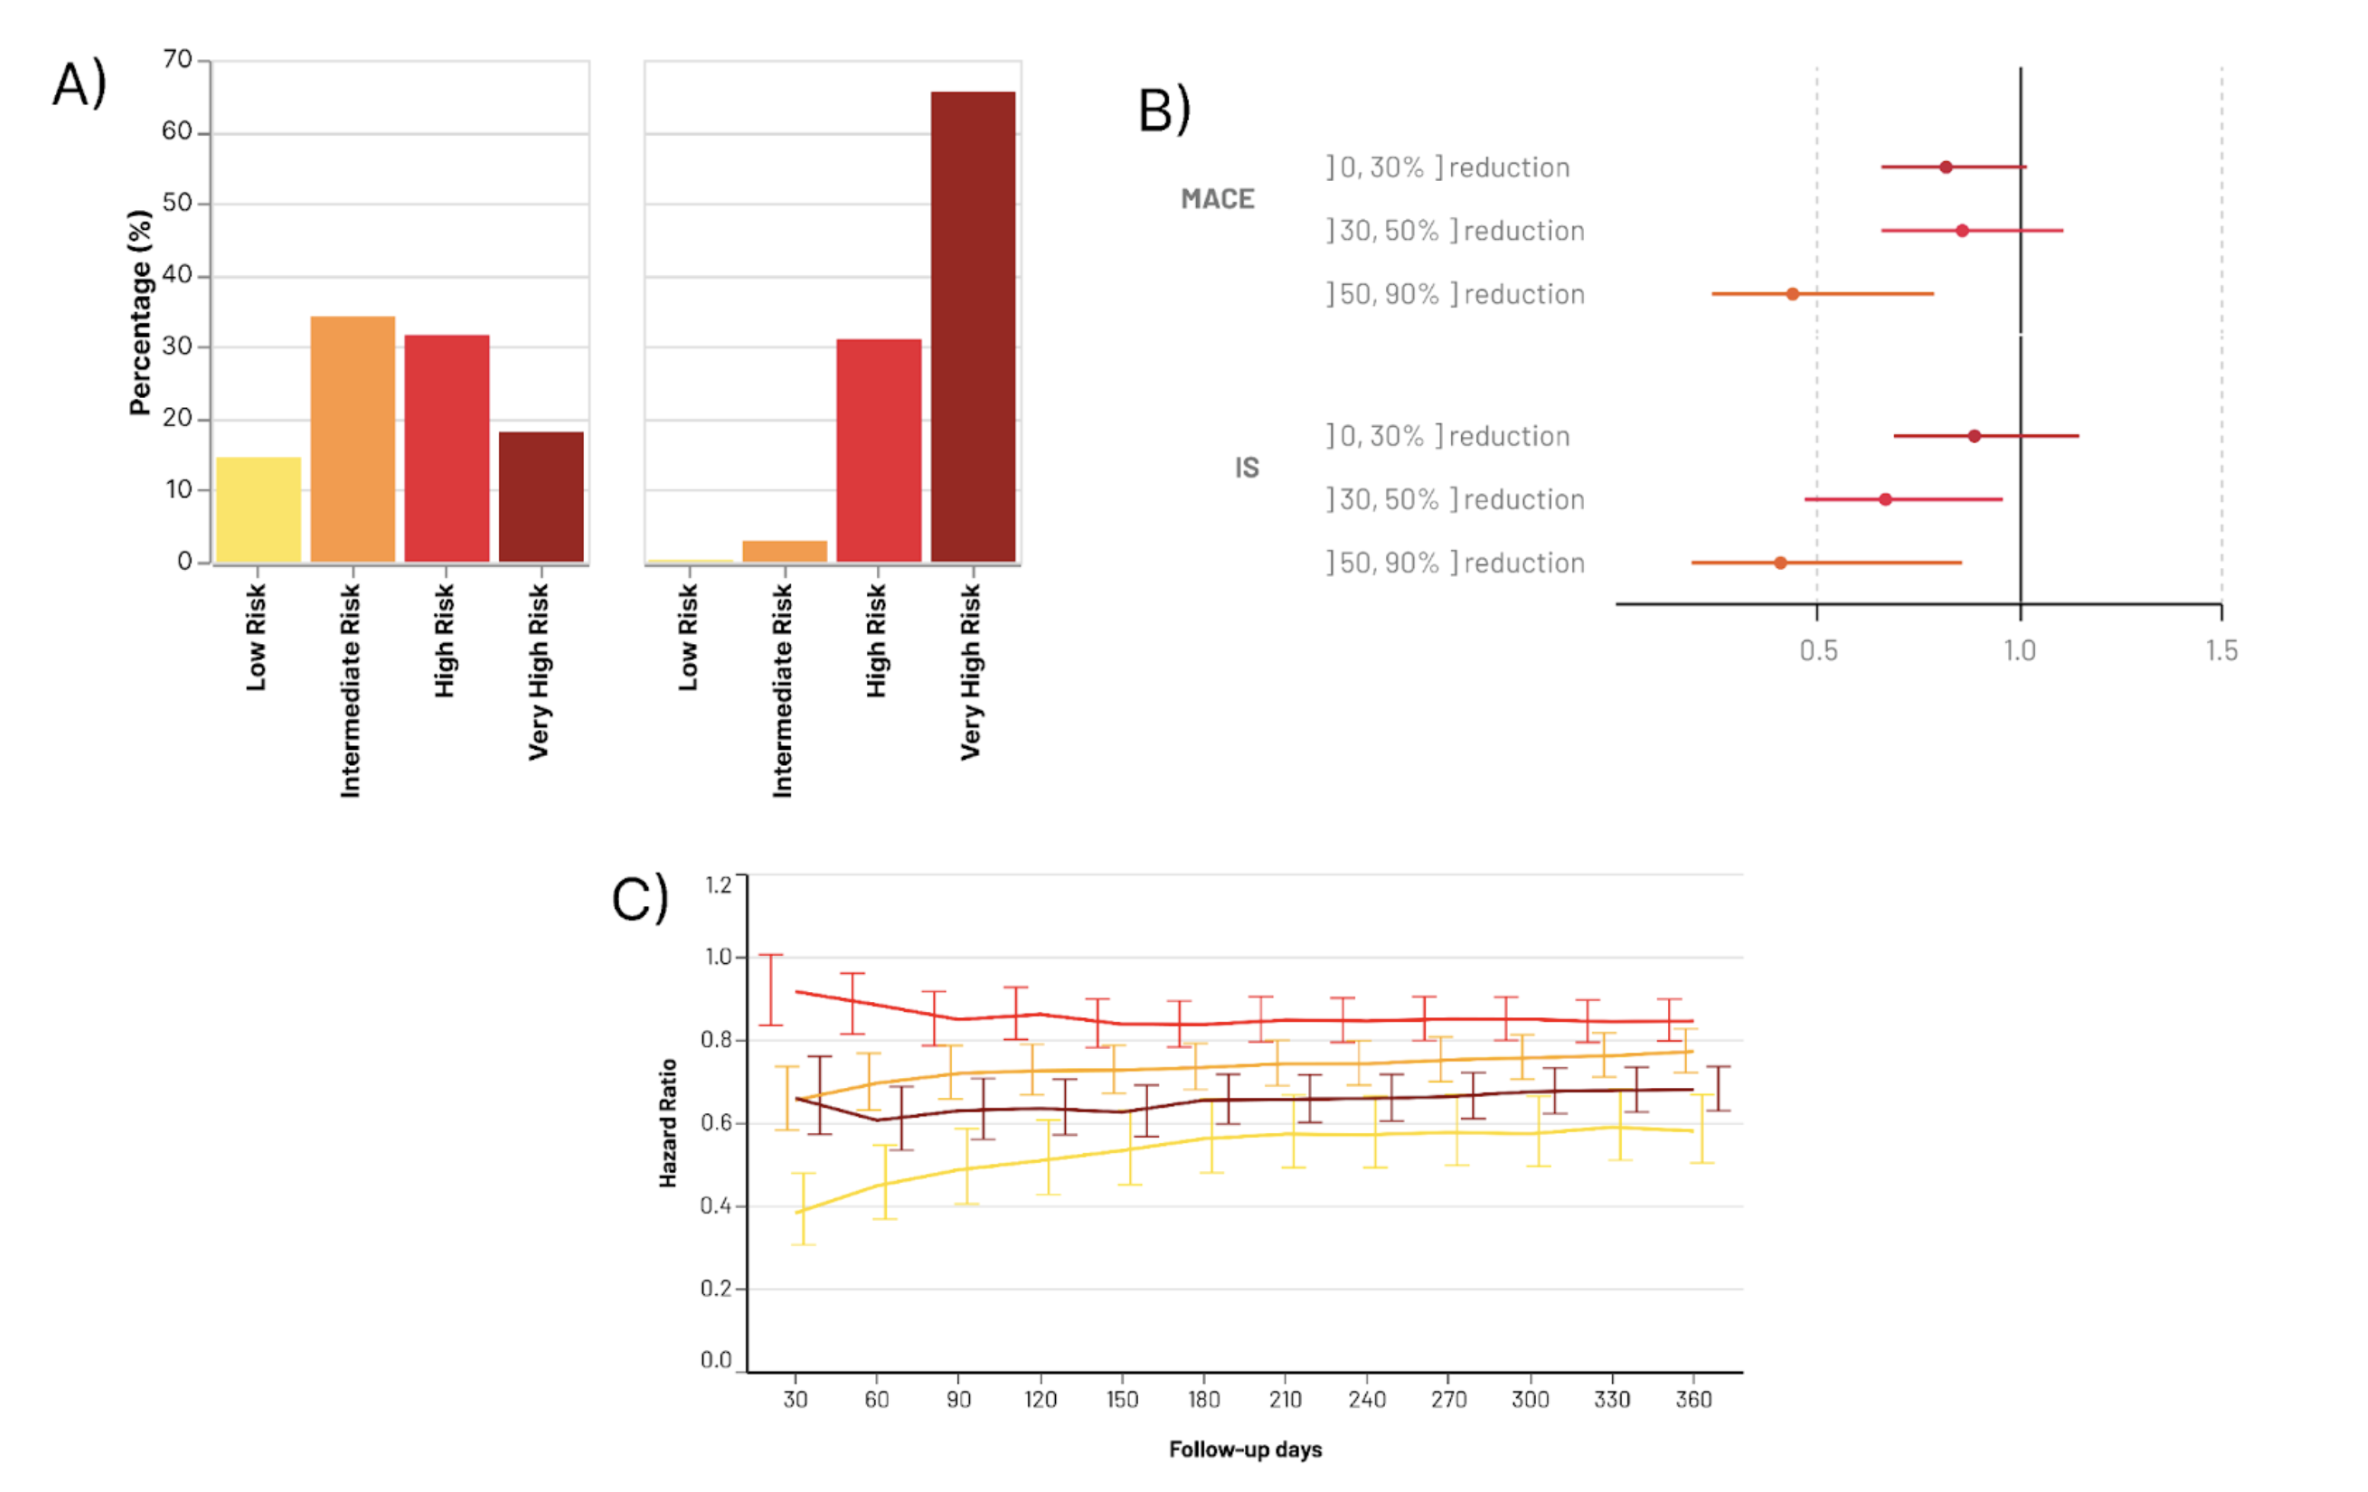 A)
Percentage (%)
70
60
50
40
30
20
10
0
Low Risk
Intermediate Risk
High Risk
Very High Risk
Low Risk
Intermediate Risk
High Risk
Very High Risk
B)
MACE
]0, 30% ]reduction
]30, 50% ]reduction
]50, 90% ]reduction
IS
]0, 30% ]reduction
]30, 50% ]reduction
]50, 90% ]reduction
0.5 1.0 1.5
C)
Hazard Ratio
1.2
1.0
0.8
0.6
0.4
0.2
0.0
30 60 90 120 150 180 210 240 270 300 330 360
Follow-up days